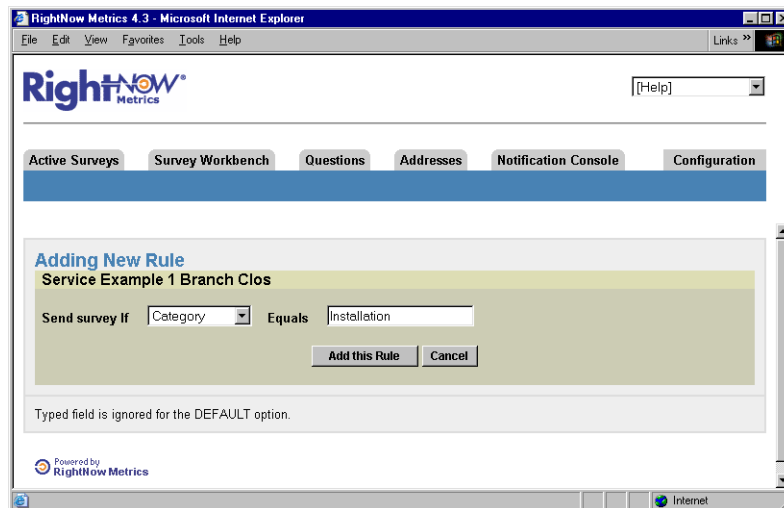 RightNow Metrics 4.3 - Microsoft Internet Explorer
File Edit View Favorites Tools Help Links »
RightNOW®
Metrics
[Help]
Active Surveys Survey Workbench Questions Addresses Notification Console Configuration
Adding New Rule
Service Example 1 Branch Clos
Send survey If Category Equals Installation
Add this Rule Cancel
Typed field is ignored for the DEFAULT option.
Powered by
RightNow Metrics
Internet